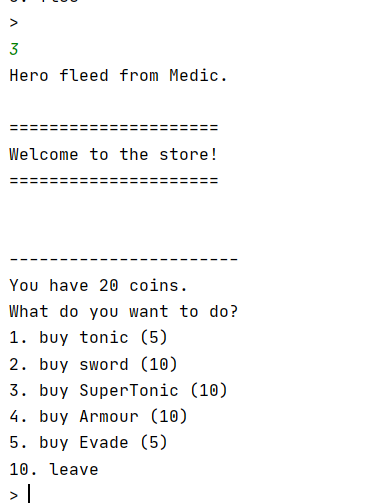 >
3
Hero fleed from Medic.
=====================
Welcome to the store!
=====================
-----------------------
You have 20 coins.
What do you want to do?
1. buy tonic (5)
2. buy sword (10)
3. buy SuperTonic (10)
4. buy Armour (10)
5. buy Evade (5)
10. leave
>